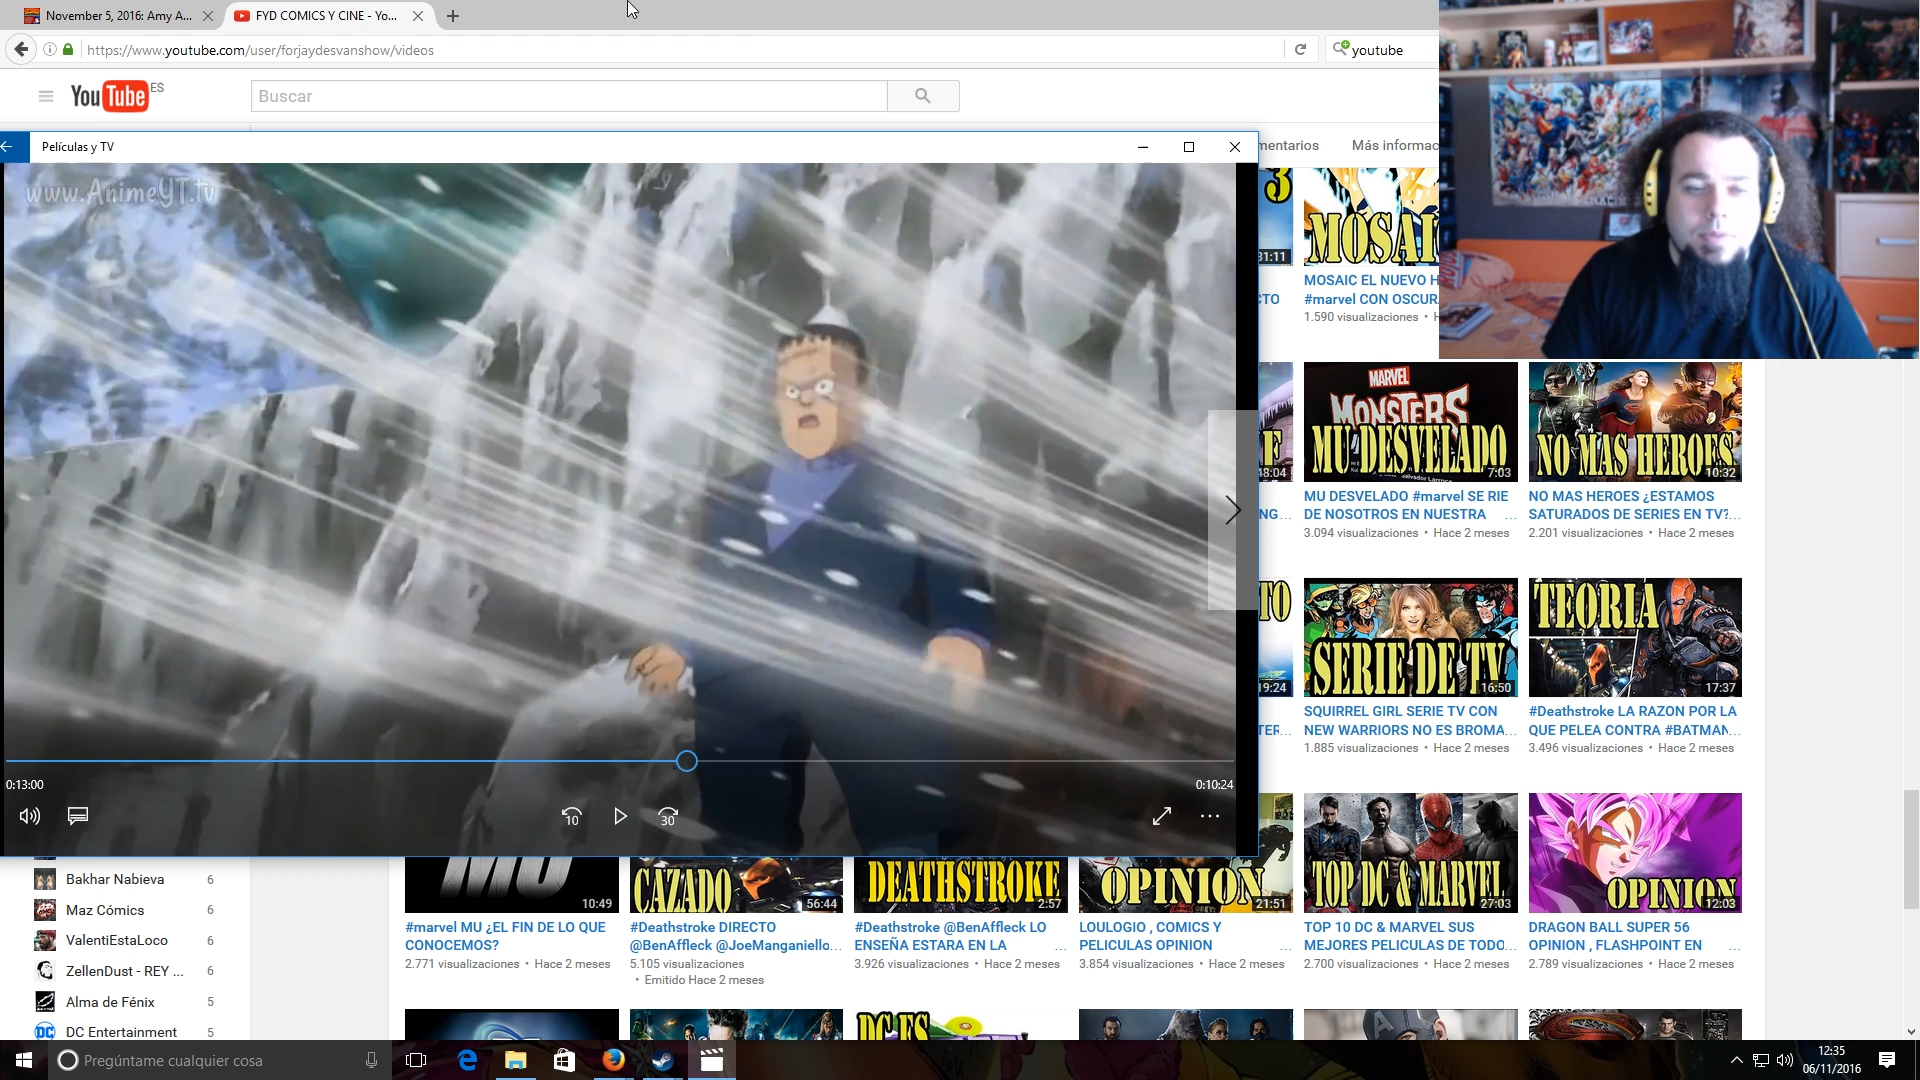 November 5, 2016: Amy A...
FYD COMICS Y CINE - Yo...
https://www.youtube.com/user/forjaydesvanshow/videos
youtube
YouTube ES
Buscar
Películas y TV
mentarios
Más informac
www.AnimeYT.tv
3
31:11
MOSAI
CTO
MOSAIC EL NUEVO H
#marvel CON OSCUR
1.590 visualizaciones • H
48:04
MARVEL
MONSTERS
MU DESVELADO
7:03
NO MAS HEROES
10:32
NG...
MU DESVELADO #marvel SE RIE
DE NOSOTROS EN NUESTRA ...
3.094 visualizaciones • Hace 2 meses
NO MAS HEROES ¿ESTAMOS
SATURADOS DE SERIES EN TV?...
2.201 visualizaciones • Hace 2 meses
TO
19:24
SERIE DE TV
16:50
TEORIA
17:37
TER...
SQUIRREL GIRL SERIE TV CON
NEW WARRIORS NO ES BROMA...
1.885 visualizaciones • Hace 2 meses
#Deathstroke LA RAZON POR LA
QUE PELEA CONTRA #BATMAN...
3.496 visualizaciones • Hace 2 meses
0:13:00
0:10:24
10
30
MU
10:49
CAZADO
56:44
DEATHSTROKE
2:57
OPINION
21:51
TOP DC & MARVEL
27:03
OPINION
12:03
#marvel MU ¿EL FIN DE LO QUE
CONOCEMOS?
2.771 visualizaciones • Hace 2 meses
#Deathstroke DIRECTO
@BenAffleck @JoeManganiello...
5.105 visualizaciones
• Emitido Hace 2 meses
#Deathstroke @BenAffleck LO
ENSEÑA ESTARA EN LA ...
3.926 visualizaciones • Hace 2 meses
LOULOGIO , COMICS Y
PELICULAS OPINION ...
3.854 visualizaciones • Hace 2 meses
TOP 10 DC & MARVEL SUS
MEJORES PELICULAS DE TODO...
2.700 visualizaciones • Hace 2 meses
DRAGON BALL SUPER 56
OPINION , FLASHPOINT EN ...
2.789 visualizaciones • Hace 2 meses
Bakhar Nabieva 6
Maz Cómics 6
ValentiEstaLoco 6
ZellenDust - REY ... 6
Alma de Fénix 5
DC Entertainment 5
DC ES
Pregúntame cualquier cosa
12:35
06/11/2016